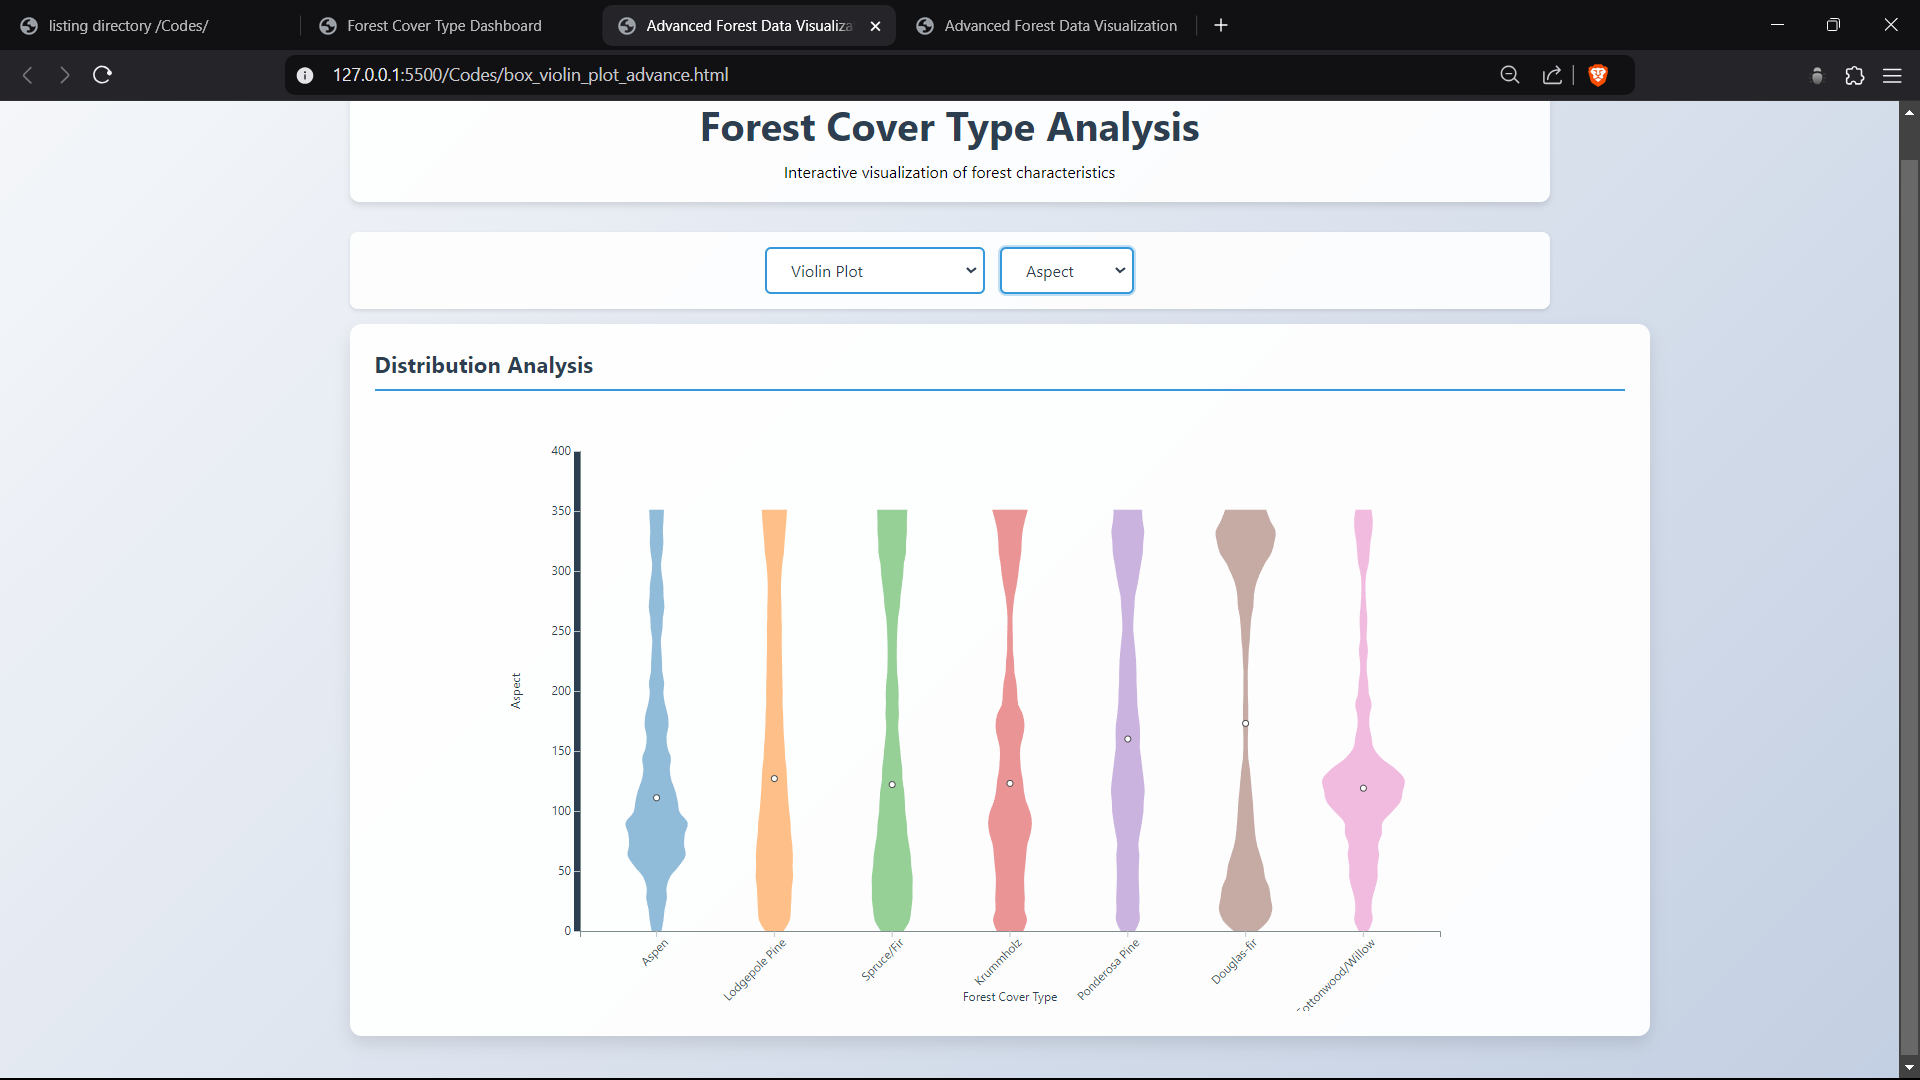 listing directory /Codes/
Forest Cover Type Dashboard
Advanced Forest Data Visualiza
Advanced Forest Data Visualization
127.0.0.1:5500/Codes/box_violin_plot_advance.html
Forest Cover Type Analysis
Interactive visualization of forest characteristics
Violin Plot
Aspect
Distribution Analysis
400
350
300
250
200
150
100
50
0
Aspect
Aspen
Lodgepole Pine
Spruce/Fir
Krummholz
Ponderosa Pine
Douglas-fir
ottonwood/Willow
Forest Cover Type